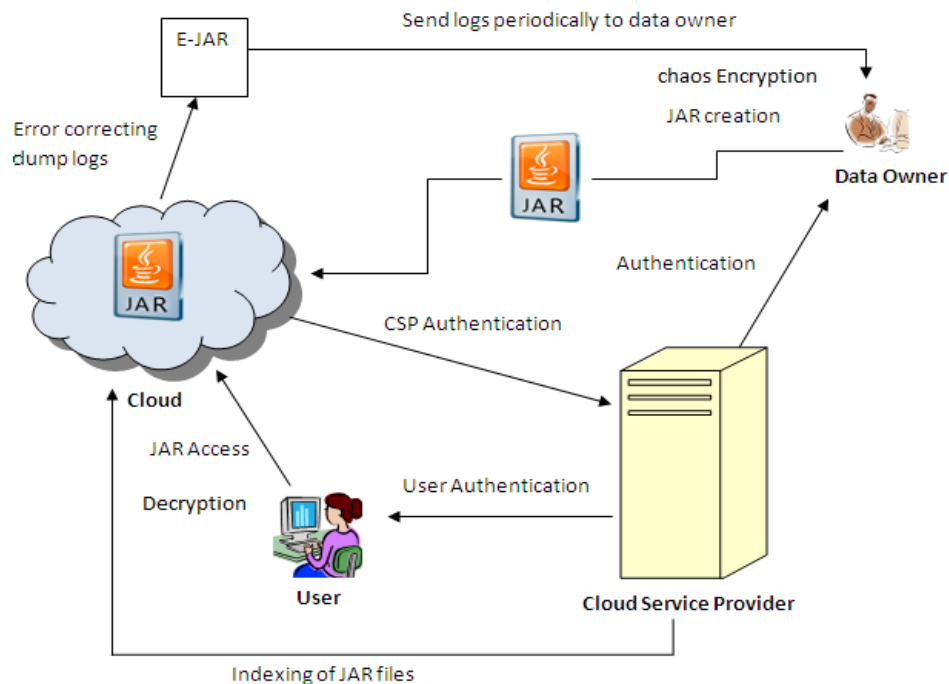 Send logs periodically to data owner
E-JAR
chaos Encryption
JAR creation
Error correcting
dump logs
JAR
Data Owner
JAR
Authentication
CSP Authentication
Cloud
JAR Access
Decryption
User Authentication
User
Cloud Service Provider
Indexing of JAR files